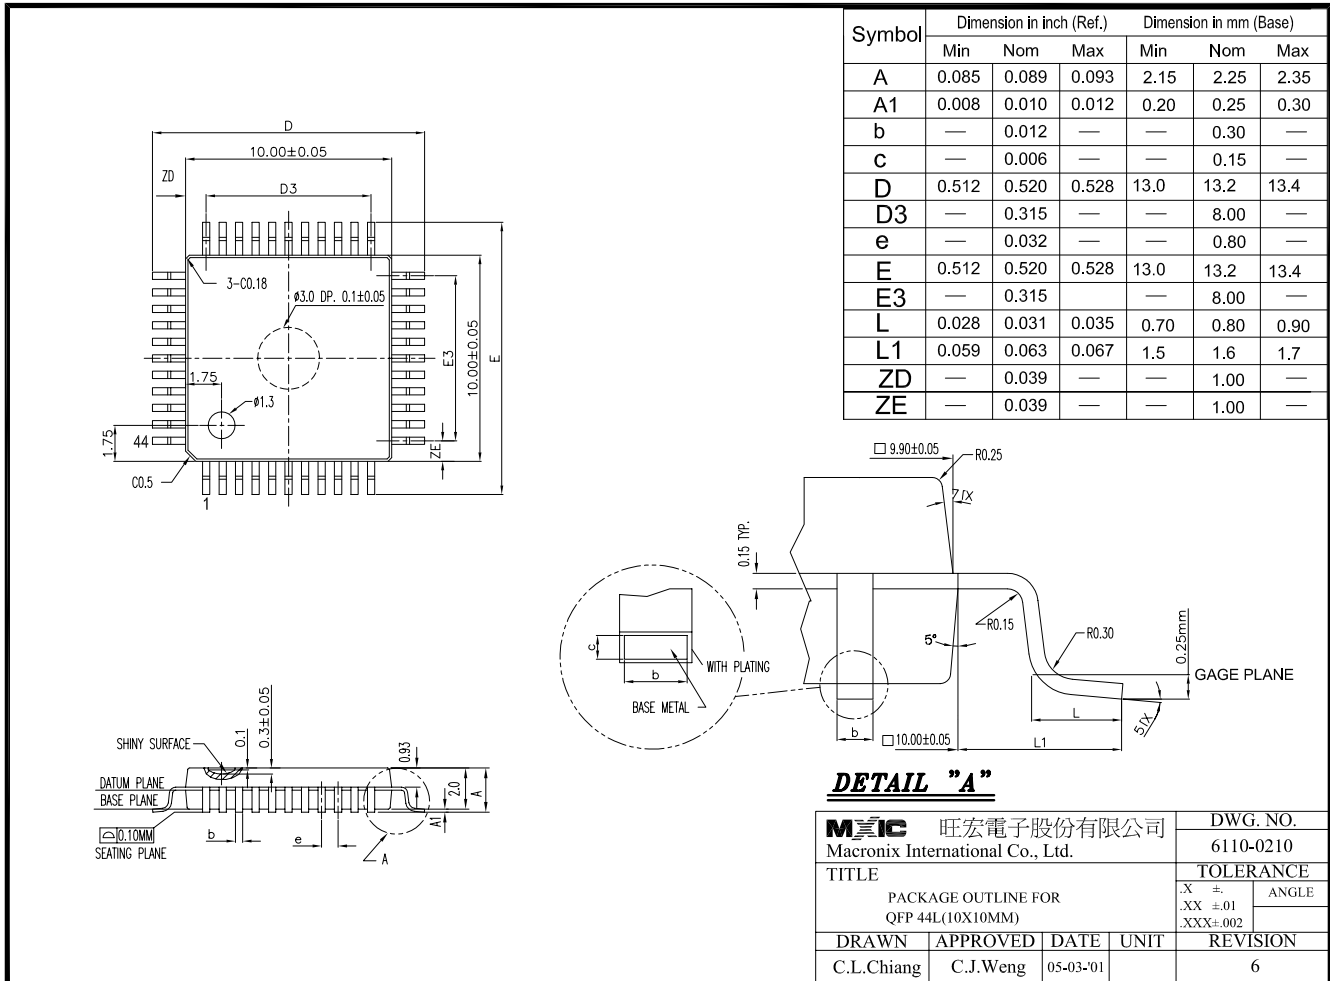 Symbol Dimension in inch (Ref.) Dimension in mm (Base)
Min Nom Max Min Nom Max
A 0.085 0.089 0.093 2.15 2.25 2.35
A1 0.008 0.010 0.012 0.20 0.25 0.30
b — 0.012 — — 0.30 —
c — 0.006 — — 0.15 —
D 0.512 0.520 0.528 13.0 13.2 13.4
D3 — 0.315 — — 8.00 —
e — 0.032 — — 0.80 —
E 0.512 0.520 0.528 13.0 13.2 13.4
E3 — 0.315 — 8.00 —
L 0.028 0.031 0.035 0.70 0.80 0.90
L1 0.059 0.063 0.067 1.5 1.6 1.7
ZD — 0.039 — — 1.00 —
ZE — 0.039 — — 1.00 —
D
10.00±0.05
ZD
D3
3-C0.18
ø3.0 DP. 0.1±0.05
E3
10.00±0.05
E
1.75
ø1.3
1.75
44
ZE
C0.5
1
□ 9.90±0.05
R0.25
7°TX
0.15 TYP.
R0.15
5°
R0.30
0.25mm
GAGE PLANE
c
b
WITH PLATING
BASE METAL
b
□10.00±0.05
L
L1
5°TX
SHINY SURFACE
0.1
0.3±0.05
0.93
DATUM PLANE
BASE PLANE
2.0
A
A1
0.10MM
SEATING PLANE
b
e
A
DETAIL "A"
MXIC 旺宏電子股份有限公司
Macronix International Co., Ltd.
DWG. NO.
6110-0210
TITLE
PACKAGE OUTLINE FOR
QFP 44L(10X10MM)
TOLERANCE
.X ±.
.XX ±.01
.XXX±.002
ANGLE
DRAWN APPROVED DATE UNIT REVISION
C.L.Chiang C.J.Weng 05-03-'01 6